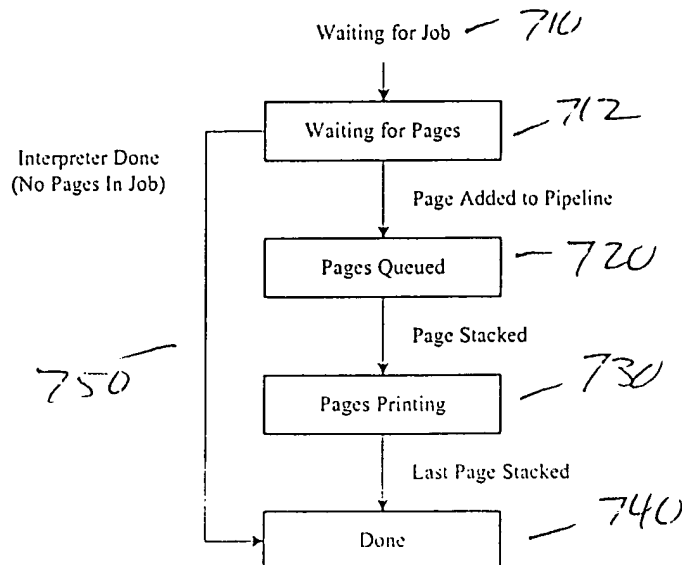 Waiting for Job 710
Waiting for Pages 712
Interpreter Done
(No Pages In Job)
Page Added to Pipeline
Pages Queued 720
Page Stacked
750
Pages Printing 730
Last Page Stacked
Done 740